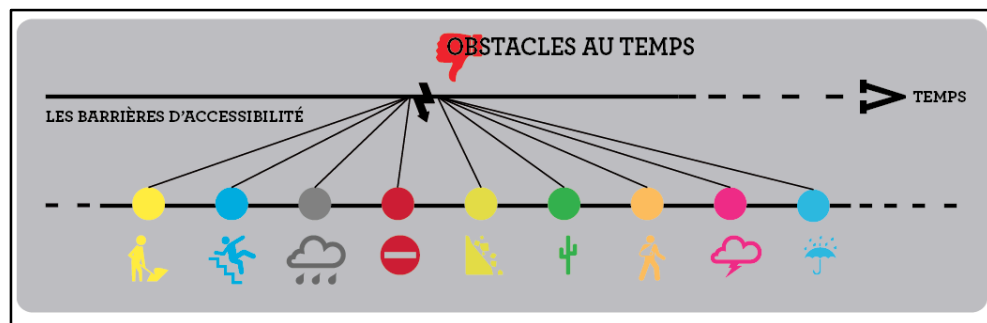 OBSTACLES AU TEMPS
TEMPS
LES BARRIÈRES D'ACCESSIBILITÉ